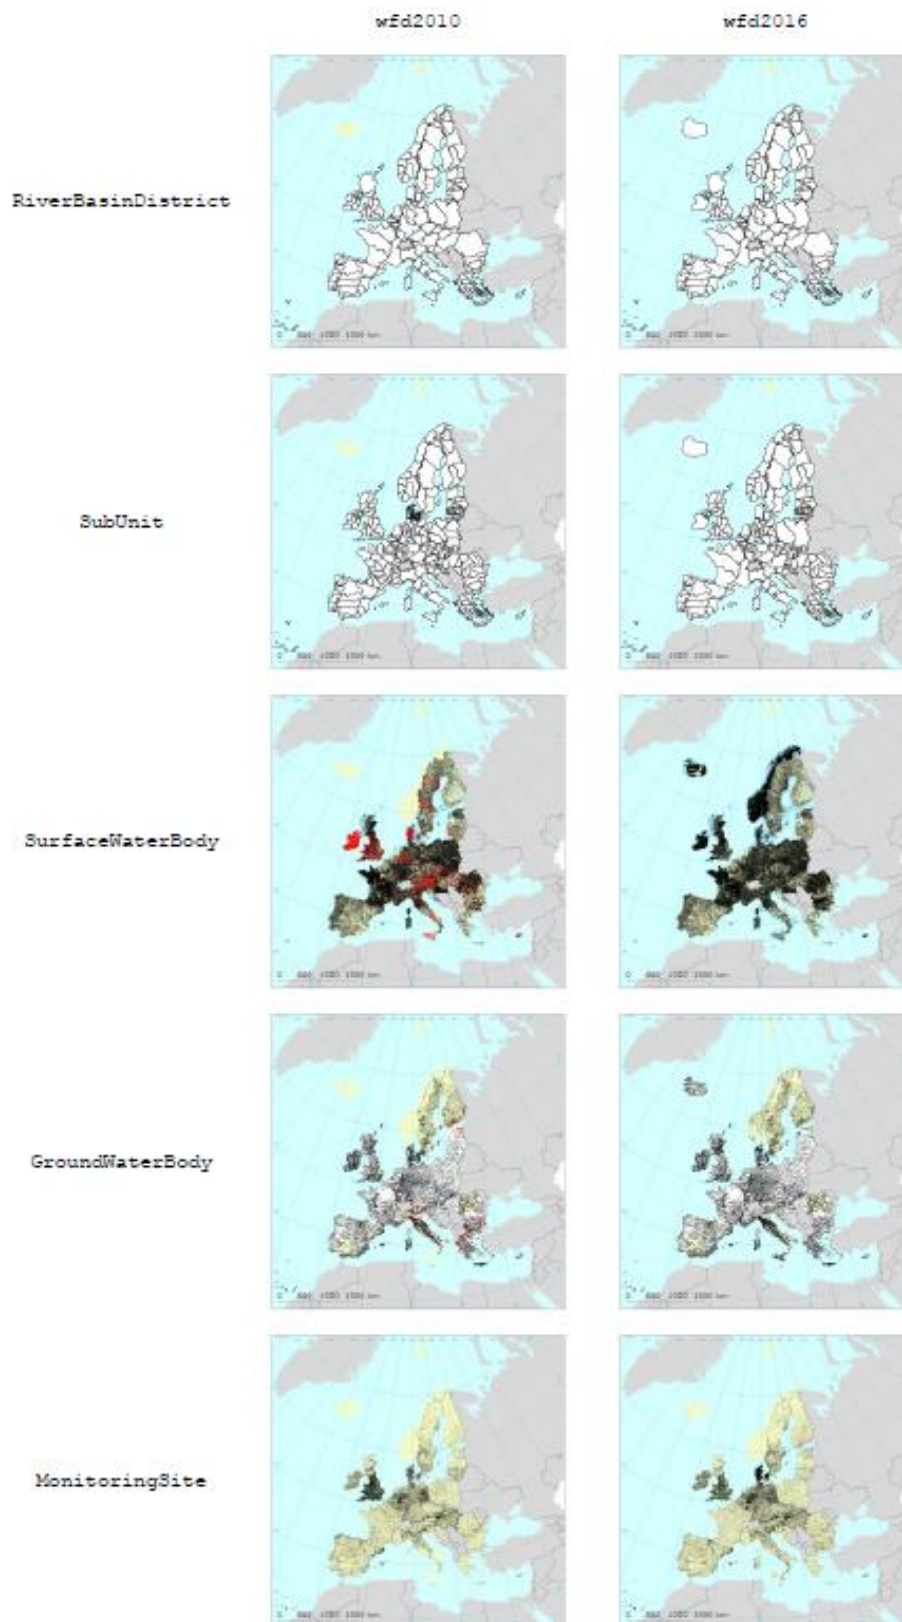 wfd2010 wfd2016
RiverBasinDistrict
SubUnit
SurfaceWaterBody
GroundWaterBody
MonitoringSite